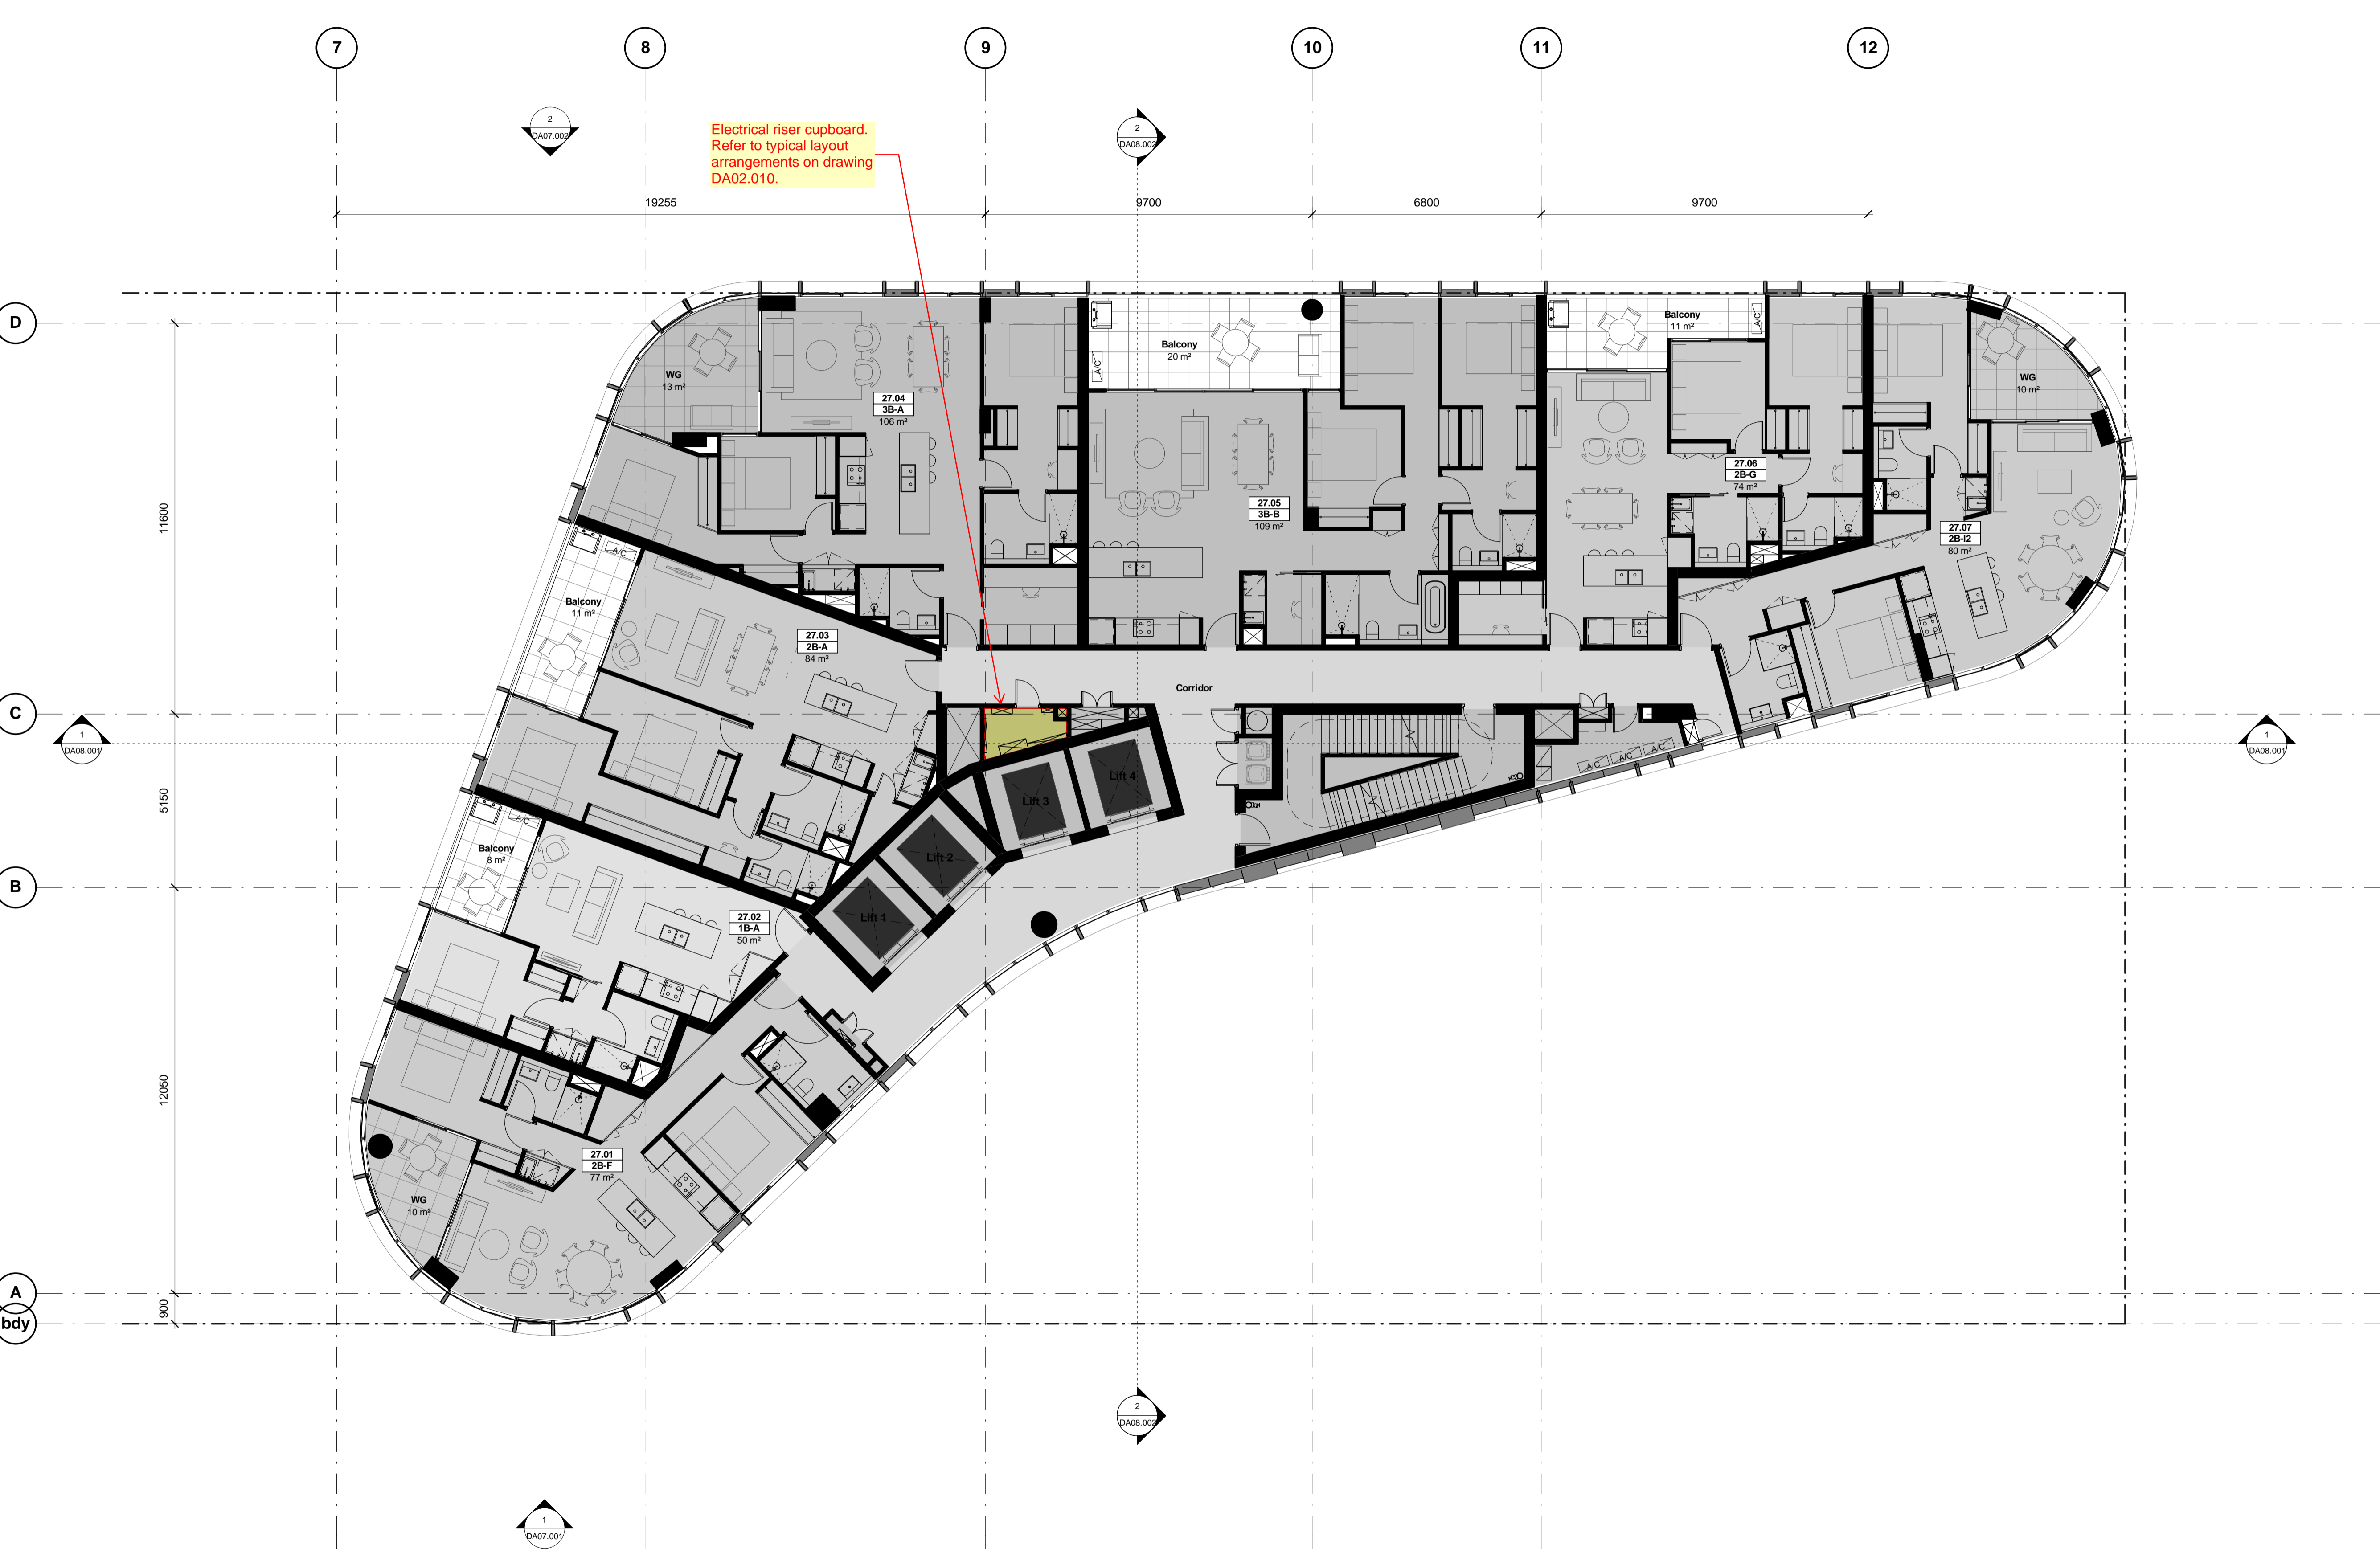 7
8
9
10
11
12
2
DA07.002
2
DA08.002
Electrical riser cupboard.
Refer to typical layout
arrangements on drawing
DA02.010.
19255
9700
6800
9700
D
C
B
A
bdy
11600
5150
12050
900
WG
13 m²
27.04
3B-A
106 m²
Balcony
20 m²
A/C
27.05
3B-B
109 m²
Balcony
11 m²
A/C
27.06
2B-G
74 m²
WG
10 m²
27.07
2B-I2
80 m²
A/C
Balcony
11 m²
27.03
2B-A
84 m²
Corridor
1
DA08.001
1
DA08.001
A/C
A/C
A/C
Lift 4
Lift 3
Lift 2
Lift 1
A/C
Balcony
8 m²
27.02
1B-A
50 m²
27.01
2B-F
77 m²
WG
10 m²
2
DA08.002
1
DA07.001